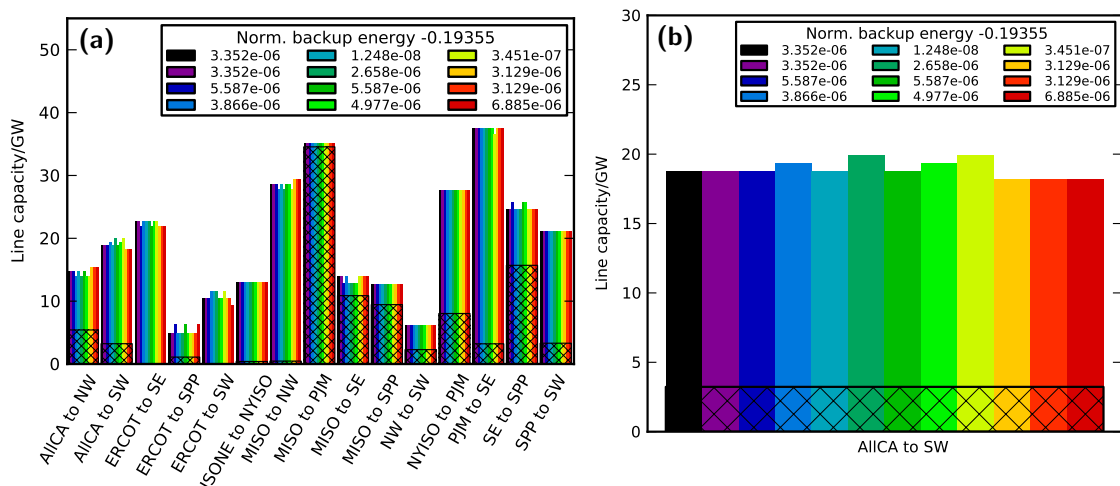 (a)
Norm. backup energy -0.19355
3.352e-06 1.248e-08 3.451e-07
3.352e-06 2.658e-06 3.129e-06
5.587e-06 5.587e-06 3.129e-06
3.866e-06 4.977e-06 6.885e-06
Line capacity/GW
50
40
30
20
10
0
AllCA to NW
AllCA to SW
ERCOT to SE
ERCOT to SPP
ERCOT to SW
ISONE to NYISO
MISO to NW
MISO to PJM
MISO to SE
MISO to SPP
NW to SW
NYISO to PJM
PJM to SE
SE to SPP
SPP to SW
(b)
Norm. backup energy -0.19355
3.352e-06 1.248e-08 3.451e-07
3.352e-06 2.658e-06 3.129e-06
5.587e-06 5.587e-06 3.129e-06
3.866e-06 4.977e-06 6.885e-06
Line capacity/GW
30
25
20
15
10
5
0
AllCA to SW